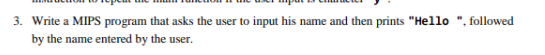 3. Write a MIPS program that asks the user to input his name and then prints "Hello ", followed
by the name entered by the user.